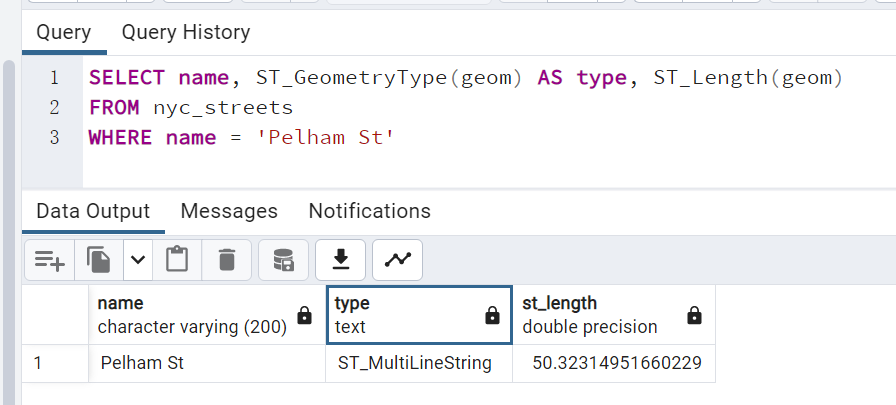 Query Query History
1 SELECT name, ST_GeometryType(geom) AS type, ST_Length(geom)
2 FROM nyc_streets
3 WHERE name = 'Pelham St'
Data Output Messages Notifications
name type st_length
character varying (200) text double precision
1 Pelham St ST_MultiLineString 50.32314951660229